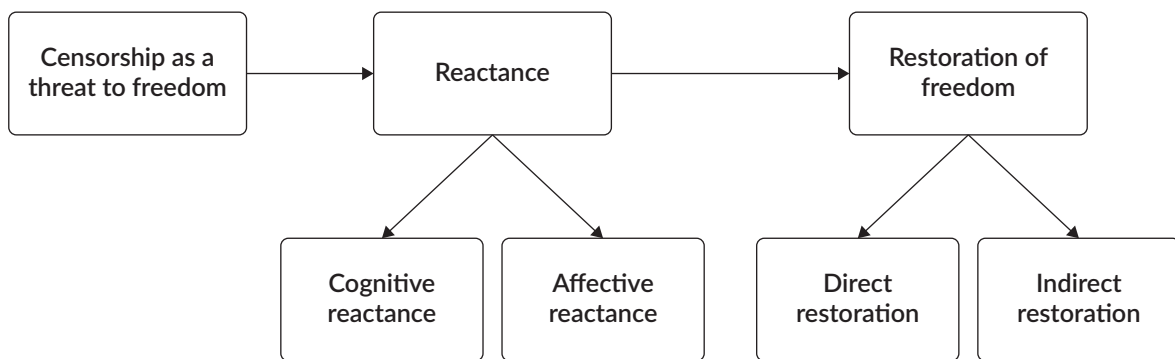 Censorship as a
threat to freedom
Reactance
Restoration of
freedom
Cognitive
reactance
Affective
reactance
Direct
restoration
Indirect
restoration